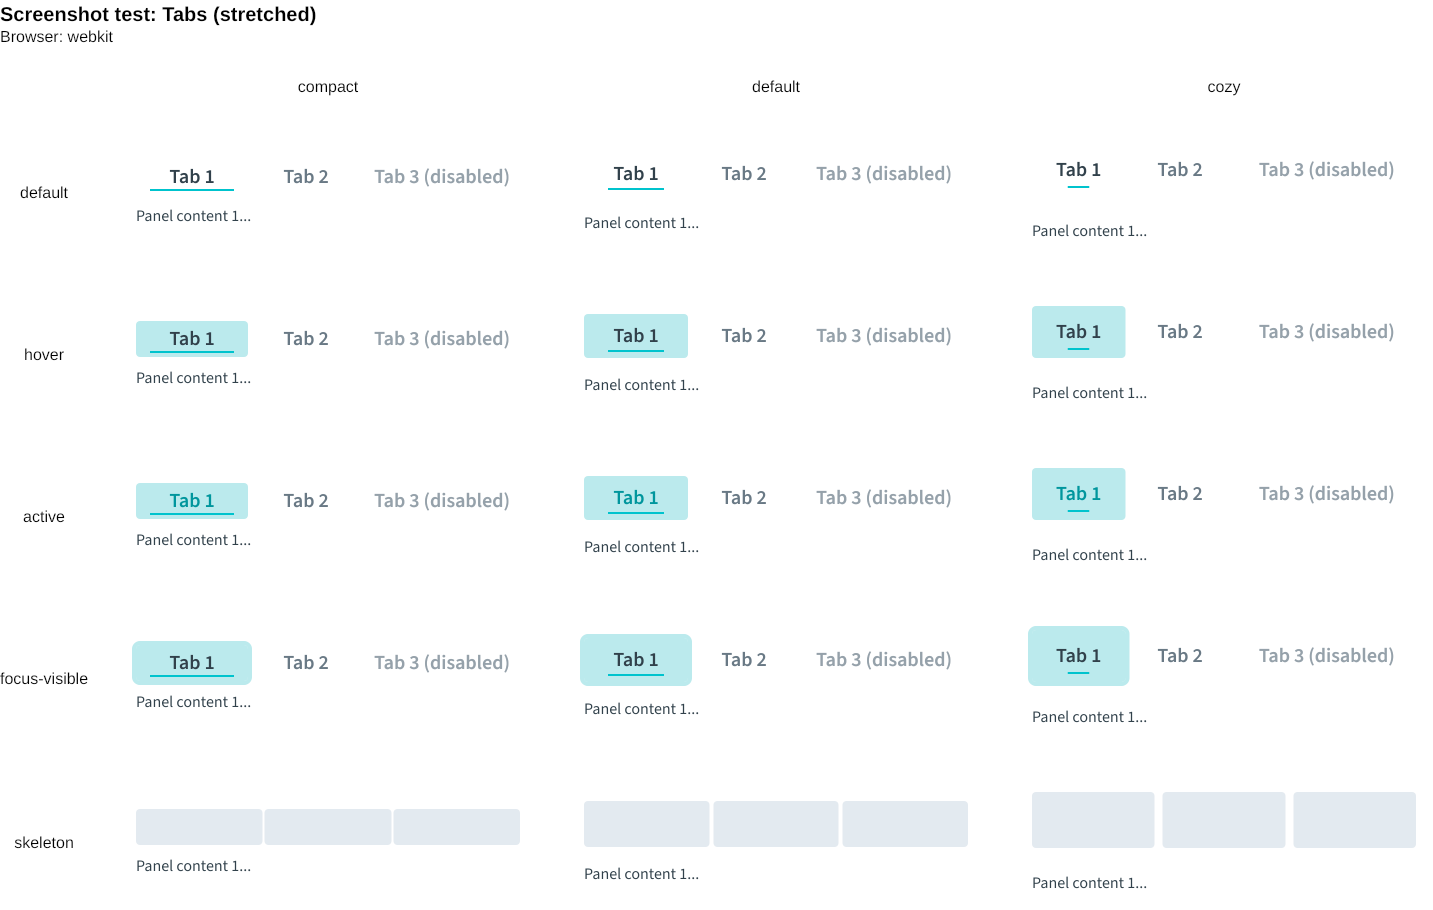 Screenshot test: Tabs (stretched)
Browser: webkit
compact default cozy
default Tab 1 Tab 2 Tab 3 (disabled) Tab 1 Tab 2 Tab 3 (disabled) Tab 1 Tab 2 Tab 3 (disabled)
Panel content 1... Panel content 1... Panel content 1...
hover Tab 1 Tab 2 Tab 3 (disabled) Tab 1 Tab 2 Tab 3 (disabled) Tab 1 Tab 2 Tab 3 (disabled)
Panel content 1... Panel content 1... Panel content 1...
active Tab 1 Tab 2 Tab 3 (disabled) Tab 1 Tab 2 Tab 3 (disabled) Tab 1 Tab 2 Tab 3 (disabled)
Panel content 1... Panel content 1... Panel content 1...
focus-visible Tab 1 Tab 2 Tab 3 (disabled) Tab 1 Tab 2 Tab 3 (disabled) Tab 1 Tab 2 Tab 3 (disabled)
Panel content 1... Panel content 1... Panel content 1...
skeleton
Panel content 1... Panel content 1... Panel content 1...